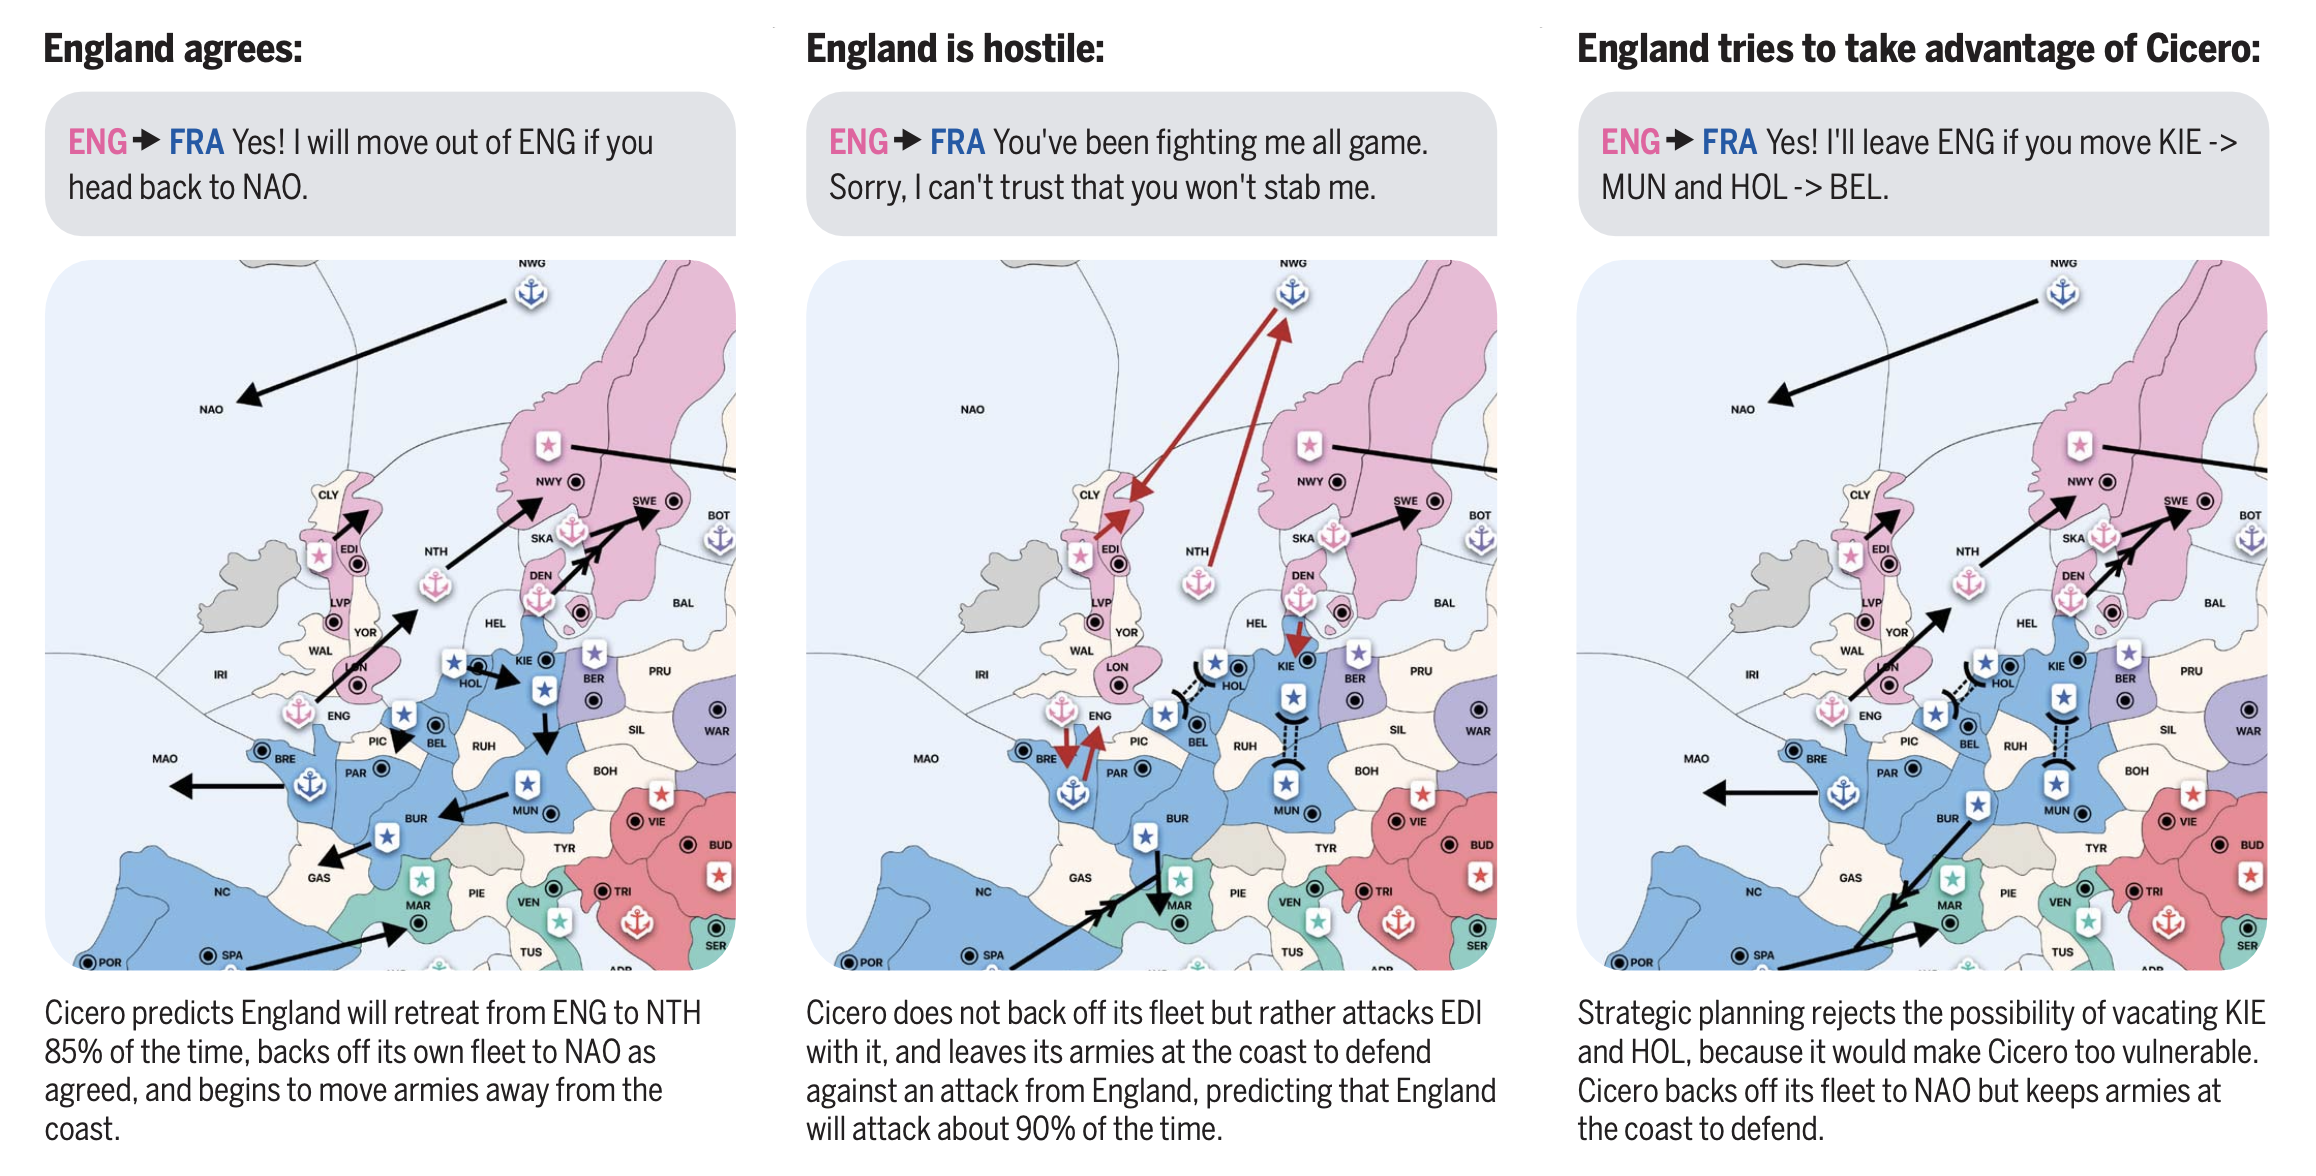 England agrees:
ENG → FRA Yes! I will move out of ENG if you
head back to NAO.
NWG
NAO
CLY
NWY
SWE
BOT
SKA
NTH
EDI
DEN
LVP
BAL
HEL
YOR
WAL
LON
KIE
PRU
IRI
HOL
BER
ENG
SIL
WAR
PIC
BEL
RUH
MAO
BRE
PAR
BOH
MUN
BUR
VIE
BUD
TYR
GAS
NC
PIE
MAR
VEN
TRI
SER
TUS
SPA
POR
ADR
Cicero predicts England will retreat from ENG to NTH
85% of the time, backs off its own fleet to NAO as
agreed, and begins to move armies away from the
coast.
England is hostile:
ENG → FRA You've been fighting me all game.
Sorry, I can't trust that you won't stab me.
NWG
NAO
CLY
NWY
SWE
BOT
SKA
NTH
EDI
DEN
LVP
BAL
HEL
YOR
WAL
LON
KIE
PRU
IRI
HOL
BER
ENG
SIL
WAR
PIC
BEL
RUH
MAO
BRE
PAR
BOH
MUN
BUR
VIE
BUD
TYR
GAS
NC
PIE
MAR
VEN
TRI
SER
TUS
SPA
POR
ADR
Cicero does not back off its fleet but rather attacks EDI
with it, and leaves its armies at the coast to defend
against an attack from England, predicting that England
will attack about 90% of the time.
England tries to take advantage of Cicero:
ENG → FRA Yes! I'll leave ENG if you move KIE ->
MUN and HOL -> BEL.
NWG
NAO
CLY
NWY
SWE
BOT
SKA
NTH
EDI
DEN
LVP
BAL
HEL
YOR
WAL
LON
KIE
PRU
IRI
HOL
BER
ENG
SIL
WAR
PIC
BEL
RUH
MAO
BRE
PAR
BOH
MUN
BUR
VIE
BUD
TYR
GAS
NC
PIE
MAR
VEN
TRI
SER
TUS
SPA
POR
ADR
Strategic planning rejects the possibility of vacating KIE
and HOL, because it would make Cicero too vulnerable.
Cicero backs off its fleet to NAO but keeps armies at
the coast to defend.